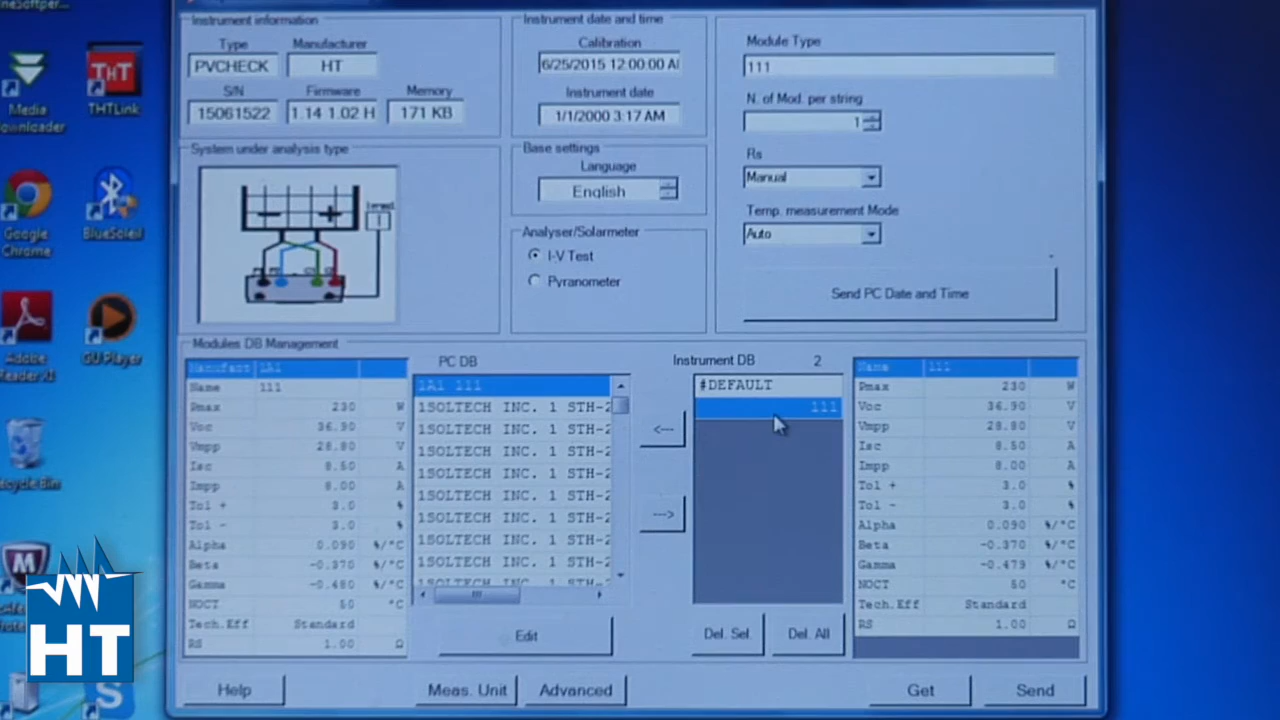 Instrument information
Type
Manufacturer
PVCHECK
HT
S/N
Firmware
Memory
15061522
1.14 1.02 H
171 KB
Instrument date and time
Calibration
6/25/2015 12:00:00 A
Instrument date
1/1/2000 3:17 AM
Module Type
111
N. of Mod. per string
1
Rs
Manual
Temp. measurement Mode
Auto
Send PC Date and Time
System under analysis type
Base settings
Language
English
Analyser/Solarmeter
I-V Test
Pyranometer
Modules DB Management
Manufact 1A1
Name 111
Pmax 230 W
Voc 36.90 V
Vmpp 28.80 V
Isc 8.50 A
Impp 8.00 A
Tol + 3.0 %
Tol - 3.0 %
Alpha 0.090 %/°C
Beta -0.370 %/°C
Gamma -0.480 %/°C
NOCT 50 °C
Tech.Eff Standard
RS 1.00 Ω
PC DB
1A1 111
1SOLTECH INC. 1 STH-2
1SOLTECH INC. 1 STH-2
1SOLTECH INC. 1 STH-2
1SOLTECH INC. 1 STH-2
1SOLTECH INC. 1 STH-2
1SOLTECH INC. 1 STH-2
1SOLTECH INC. 1 STH-2
1SOLTECH INC. 1 STH-2
1SOLTECH INC. 1 STH-2
Edit
<---
--->
Instrument DB 2
#DEFAULT
111
Del. Sel.
Del. All
Name 111
Pmax 230 W
Voc 36.90 V
Vmpp 28.80 V
Isc 8.50 A
Impp 8.00 A
Tol + 3.0 %
Tol - 3.0 %
Alpha 0.090 %/°C
Beta -0.370 %/°C
Gamma -0.479 %/°C
NOCT 50 °C
Tech.Eff Standard
RS 1.00 Ω
Help
Meas. Unit
Advanced
Get
Send
Media
THTLink
Google
Chrome
BlueSoleil
Adobe
GU Player
HT